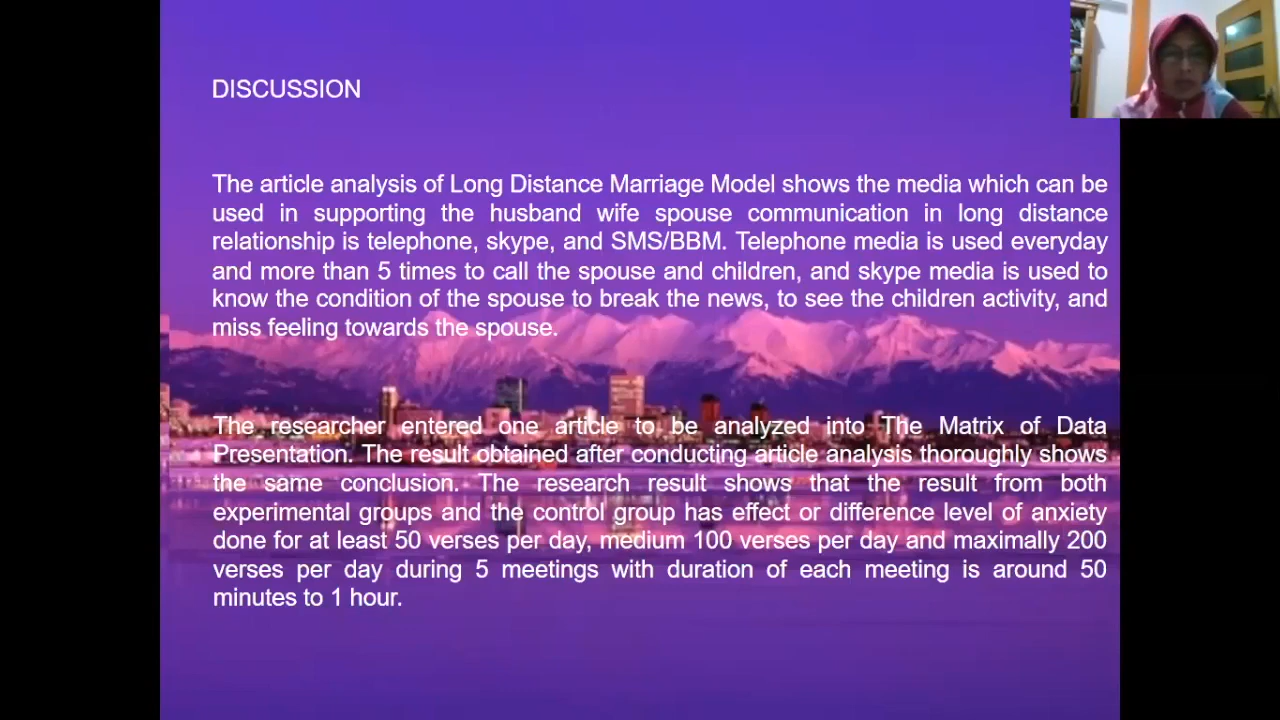 DISCUSSION
The article analysis of Long Distance Marriage Model shows the media which can be
used in supporting the husband wife spouse communication in long distance
relationship is telephone, skype, and SMS/BBM. Telephone media is used everyday
and more than 5 times to call the spouse and children, and skype media is used to
know the condition of the spouse to break the news, to see the children activity, and
miss feeling towards the spouse.
The researcher entered one article to be analyzed into The Matrix of Data
Presentation. The result obtained after conducting article analysis thoroughly shows
the same conclusion. The research result shows that the result from both
experimental groups and the control group has effect or difference level of anxiety
done for at least 50 verses per day, medium 100 verses per day and maximally 200
verses per day during 5 meetings with duration of each meeting is around 50
minutes to 1 hour.